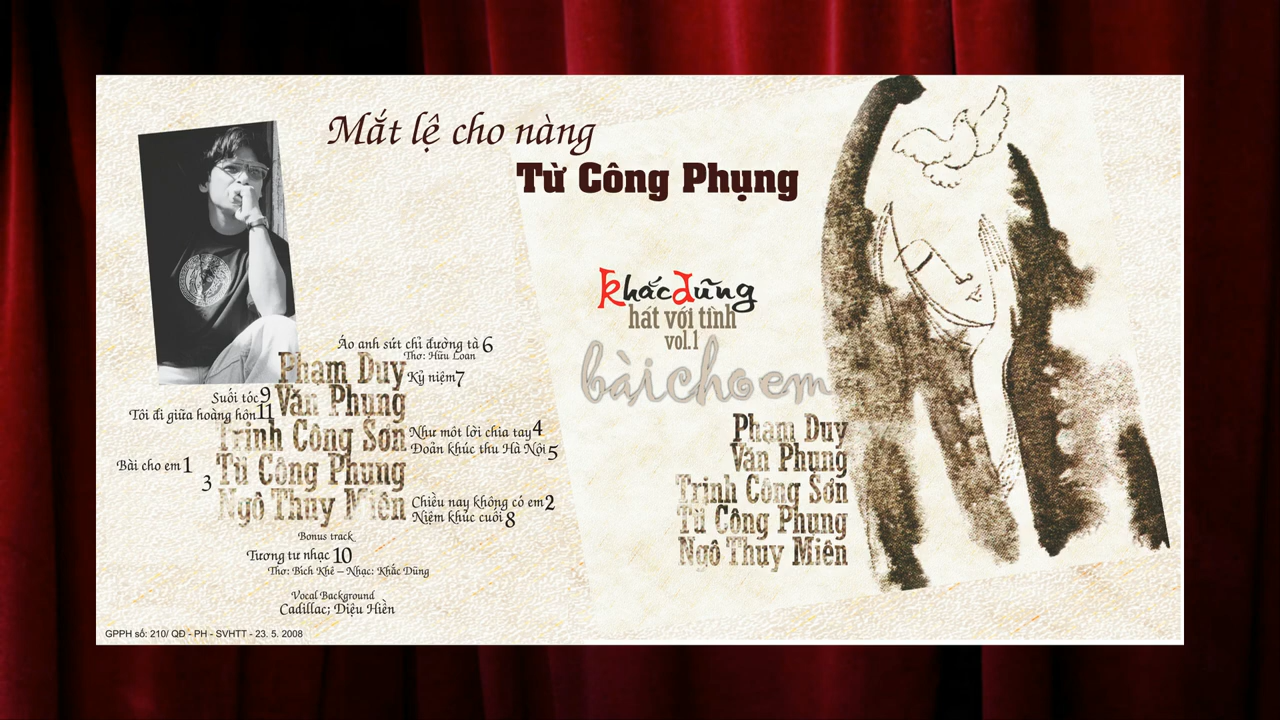 Mắt lệ cho nàng
Từ Công Phụng
khắcdũng
hát với tình
vol.1
bàichoem
Áo anh sứt chỉ đường tà 6
Thơ: Hữu Loan
Phạm Duy
Kỷ niệm 7
Suối tóc 9
Văn Phụng
Tôi đi giữa hoàng hôn 11
Trịnh Công Sơn
Như một lời chia tay 4
Đoản khúc thu Hà Nội 5
Bài cho em 1
Từ Công Phụng
3
Ngô Thụy Miên
Chiều nay không có em 2
Niệm khúc cuối 8
Bonus track
Tương tư nhạc 10
Thơ: Bích Khê – Nhạc: Khắc Dũng
Vocal Background
Cadillac; Diệu Hiền
GPPH số: 210/ QĐ - PH - SVHTT - 23. 5. 2008
Phạm Duy
Văn Phụng
Trịnh Công Sơn
Từ Công Phụng
Ngô Thụy Miên